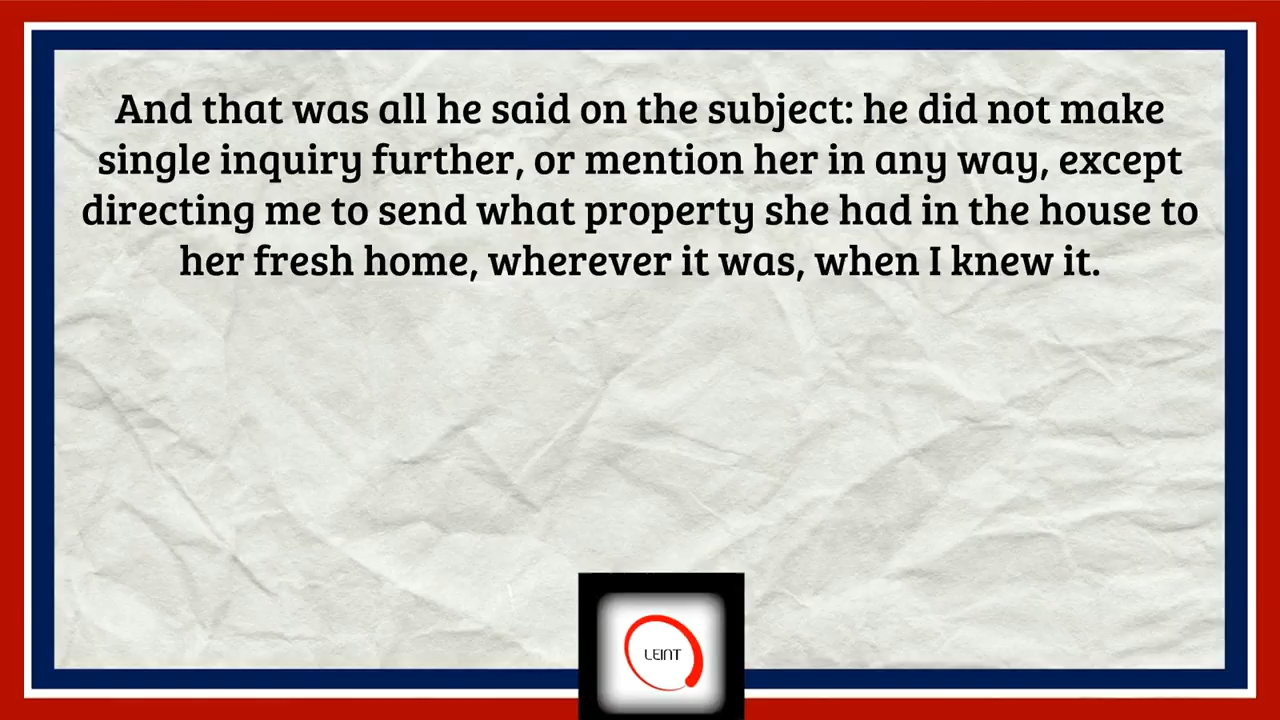 And that was all he said on the subject: he did not make
single inquiry further, or mention her in any way, except
directing me to send what property she had in the house to
her fresh home, wherever it was, when I knew it.
LEINT